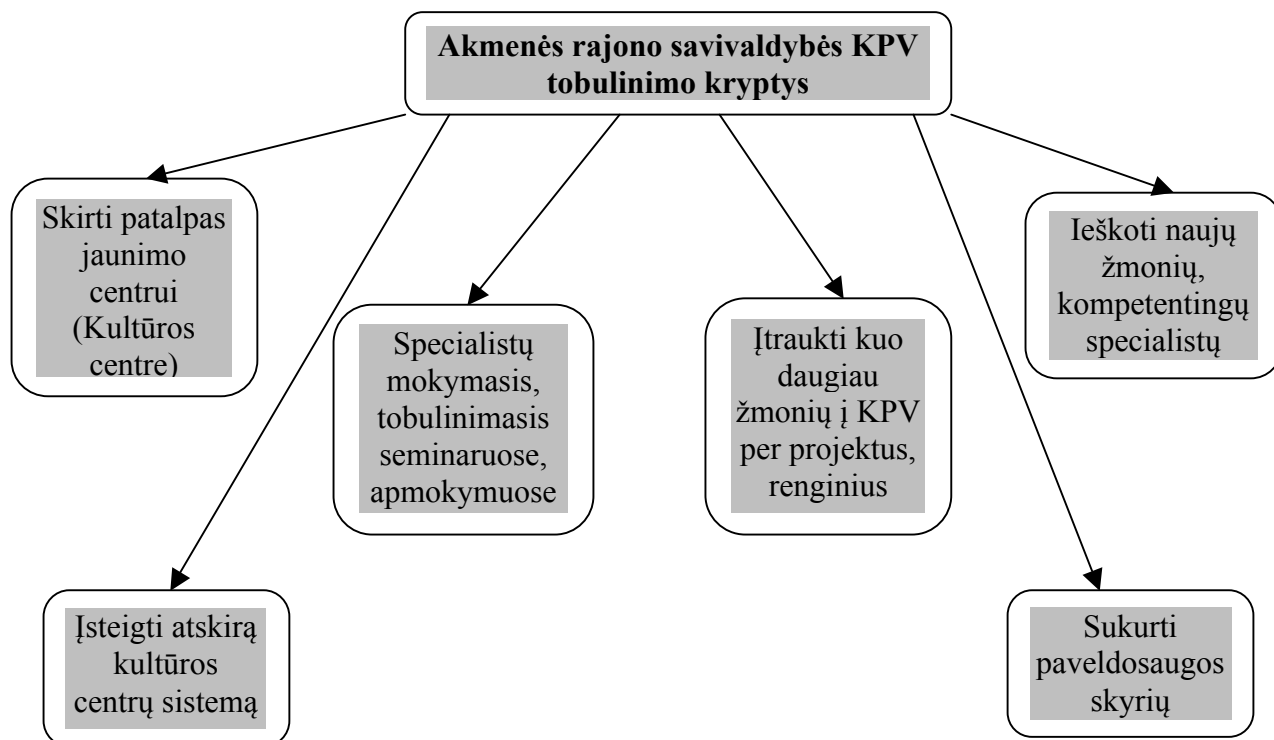 Akmenės rajono savivaldybės KPV
tobulinimo kryptys
Skirti patalpas
jaunimo
centrui
(Kultūros
centre)
Ieškoti naujų
žmonių,
kompetentingų
specialistų
Specialistų
mokymasis,
tobulinimasis
seminaruose,
apmokymuose
Įtraukti kuo
daugiau
žmonių į KPV
per projektus,
renginius
Įsteigti atskirą
kultūros
centrų sistemą
Sukurti
paveldosaugos
skyrių